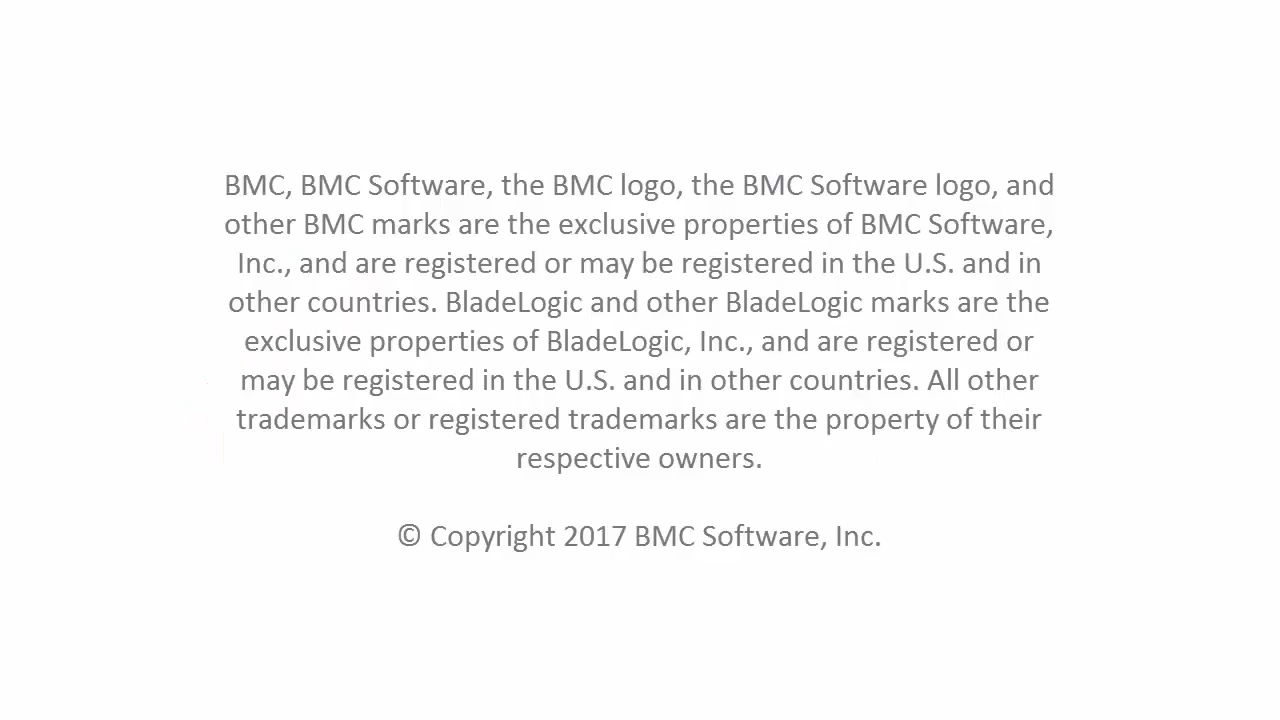 BMC, BMC Software, the BMC logo, the BMC Software logo, and
other BMC marks are the exclusive properties of BMC Software,
Inc., and are registered or may be registered in the U.S. and in
other countries. BladeLogic and other BladeLogic marks are the
exclusive properties of BladeLogic, Inc., and are registered or
may be registered in the U.S. and in other countries. All other
trademarks or registered trademarks are the property of their
respective owners.
© Copyright 2017 BMC Software, Inc.